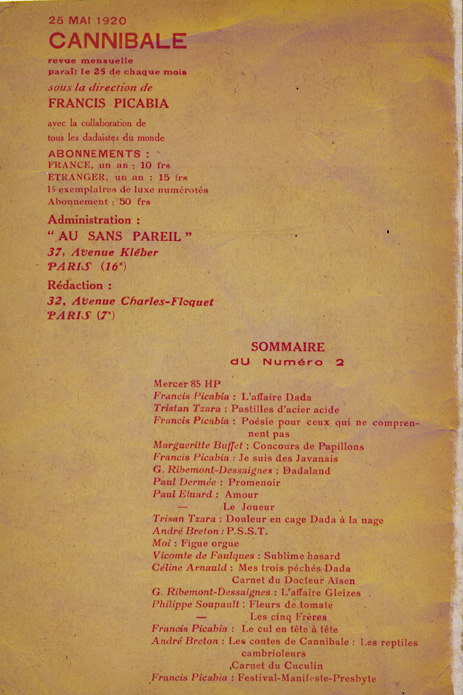 25 MAI 1920
CANNIBALE
revue mensuelle
paraît le 25 de chaque mois
sous la direction de
FRANCIS PICABIA
avec la collaboration de
tous les dadaïstes du monde
ABONNEMENTS :
FRANCE, un an : 10 frs
ETRANGER, un an : 15 frs
15 exemplaires de luxe numérotés
Abonnement : 50 frs
Administration :
“ AU SANS PAREIL ”
37, Avenue Kléber
PARIS (16e)
Rédaction :
32, Avenue Charles-Floquet
PARIS (7e)
SOMMAIRE
du Numéro 2
Mercer 85 HP
Francis Picabia : L'affaire Dada
Tristan Tzara : Pastilles d'acier acide
Francis Picabia : Poésie pour ceux qui ne compren-
nent pas
Margueritte Buffet : Concours de Papillons
Francis Picabia : Je suis des Javanais
G. Ribemont-Dessaignes : Dadaland
Paul Dermée : Promenoir
Paul Eluard : Amour
— Le Joueur
Trisan Tzara : Douleur en cage Dada à la nage
André Breton : P.S.S.T.
Moi : Figue orgue
Vicomte de Faulques : Sublime hasard
Céline Arnauld : Mes trois péchés Dada
Carnet du Docteur Aïsen
G. Ribemont-Dessaignes : L'affaire Gleizes
Philippe Soupault : Fleurs de tomate
— Les cinq Frères
Francis Picabia : Le cul en tête à tête
André Breton : Les contes de Cannibale : Les reptiles
cambrioleurs
Carnet du Cuculin
Francis Picabia : Festival-Manifeste-Presbyte